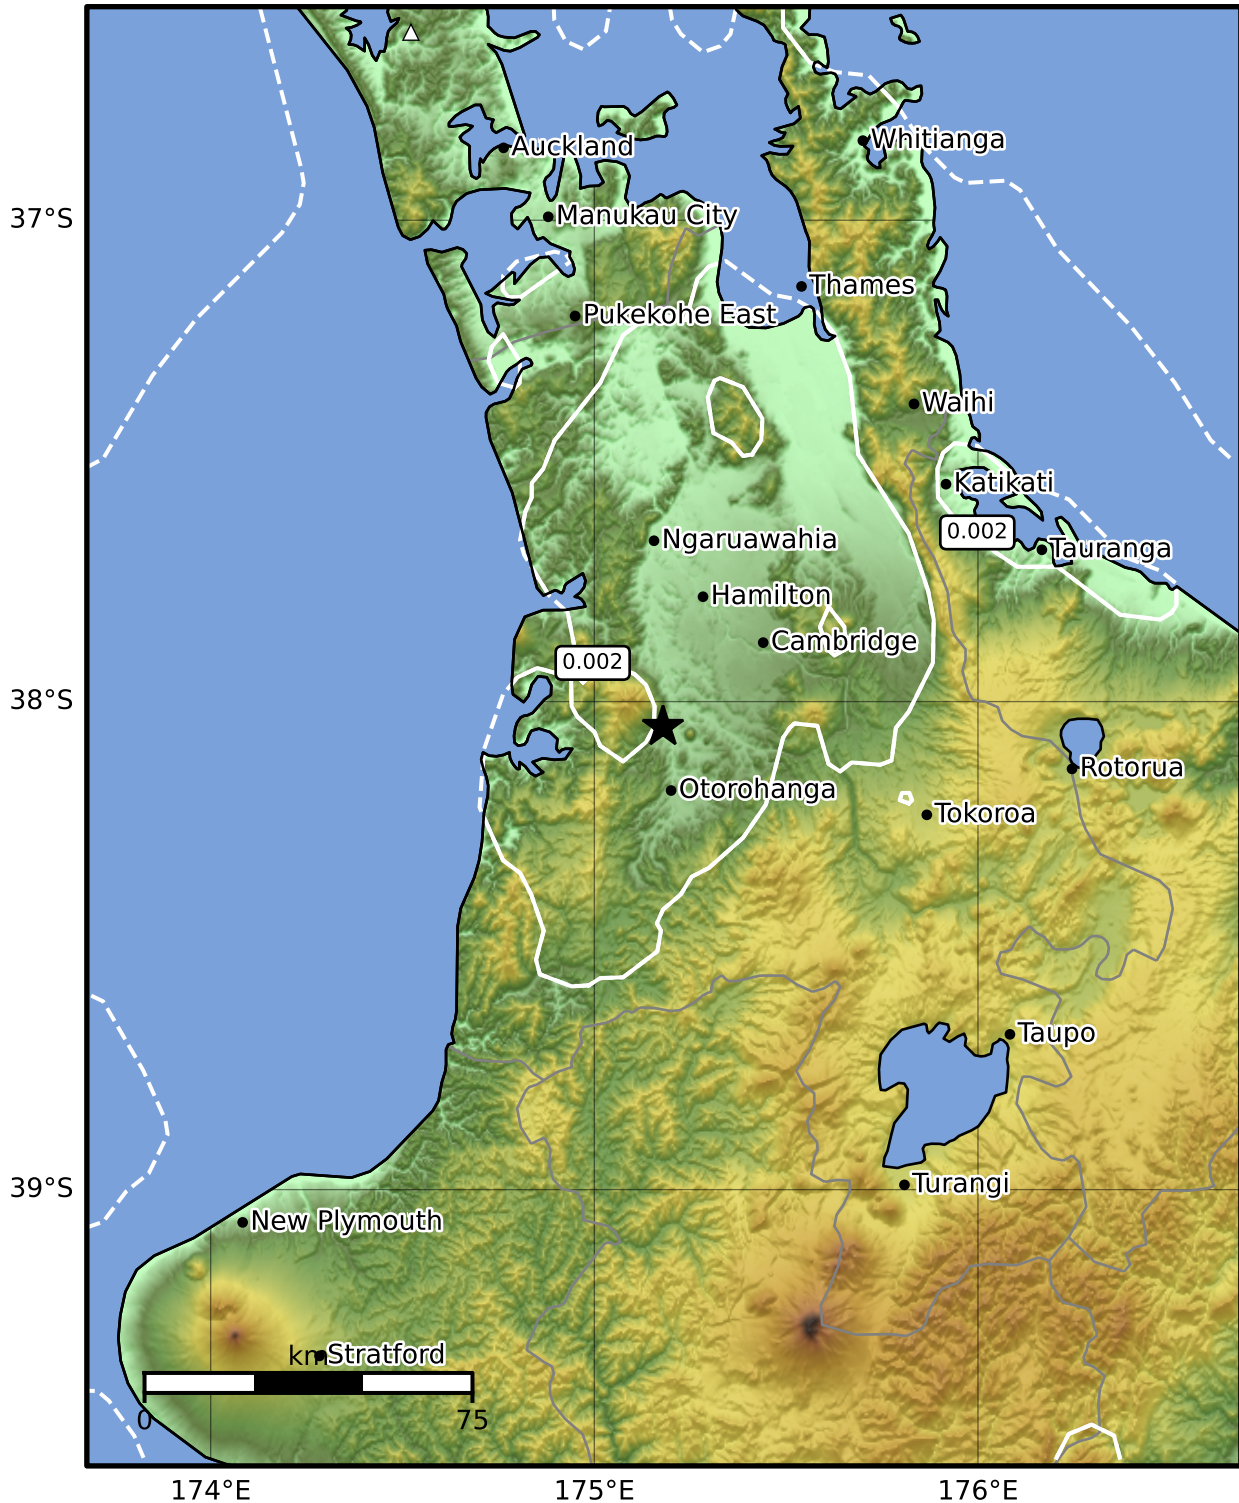 Whitianga
Auckland
37°S
Manukau City
Thames
Pukekohe East
Waihi
Katikati
0.002
Ngaruawahia
Tauranga
Hamilton
Cambridge
0.002
38°S
Rotorua
Otorohanga
Tokoroa
Taupo
39°S
Turangi
New Plymouth
km
Stratford
0
75
174°E
175°E
176°E